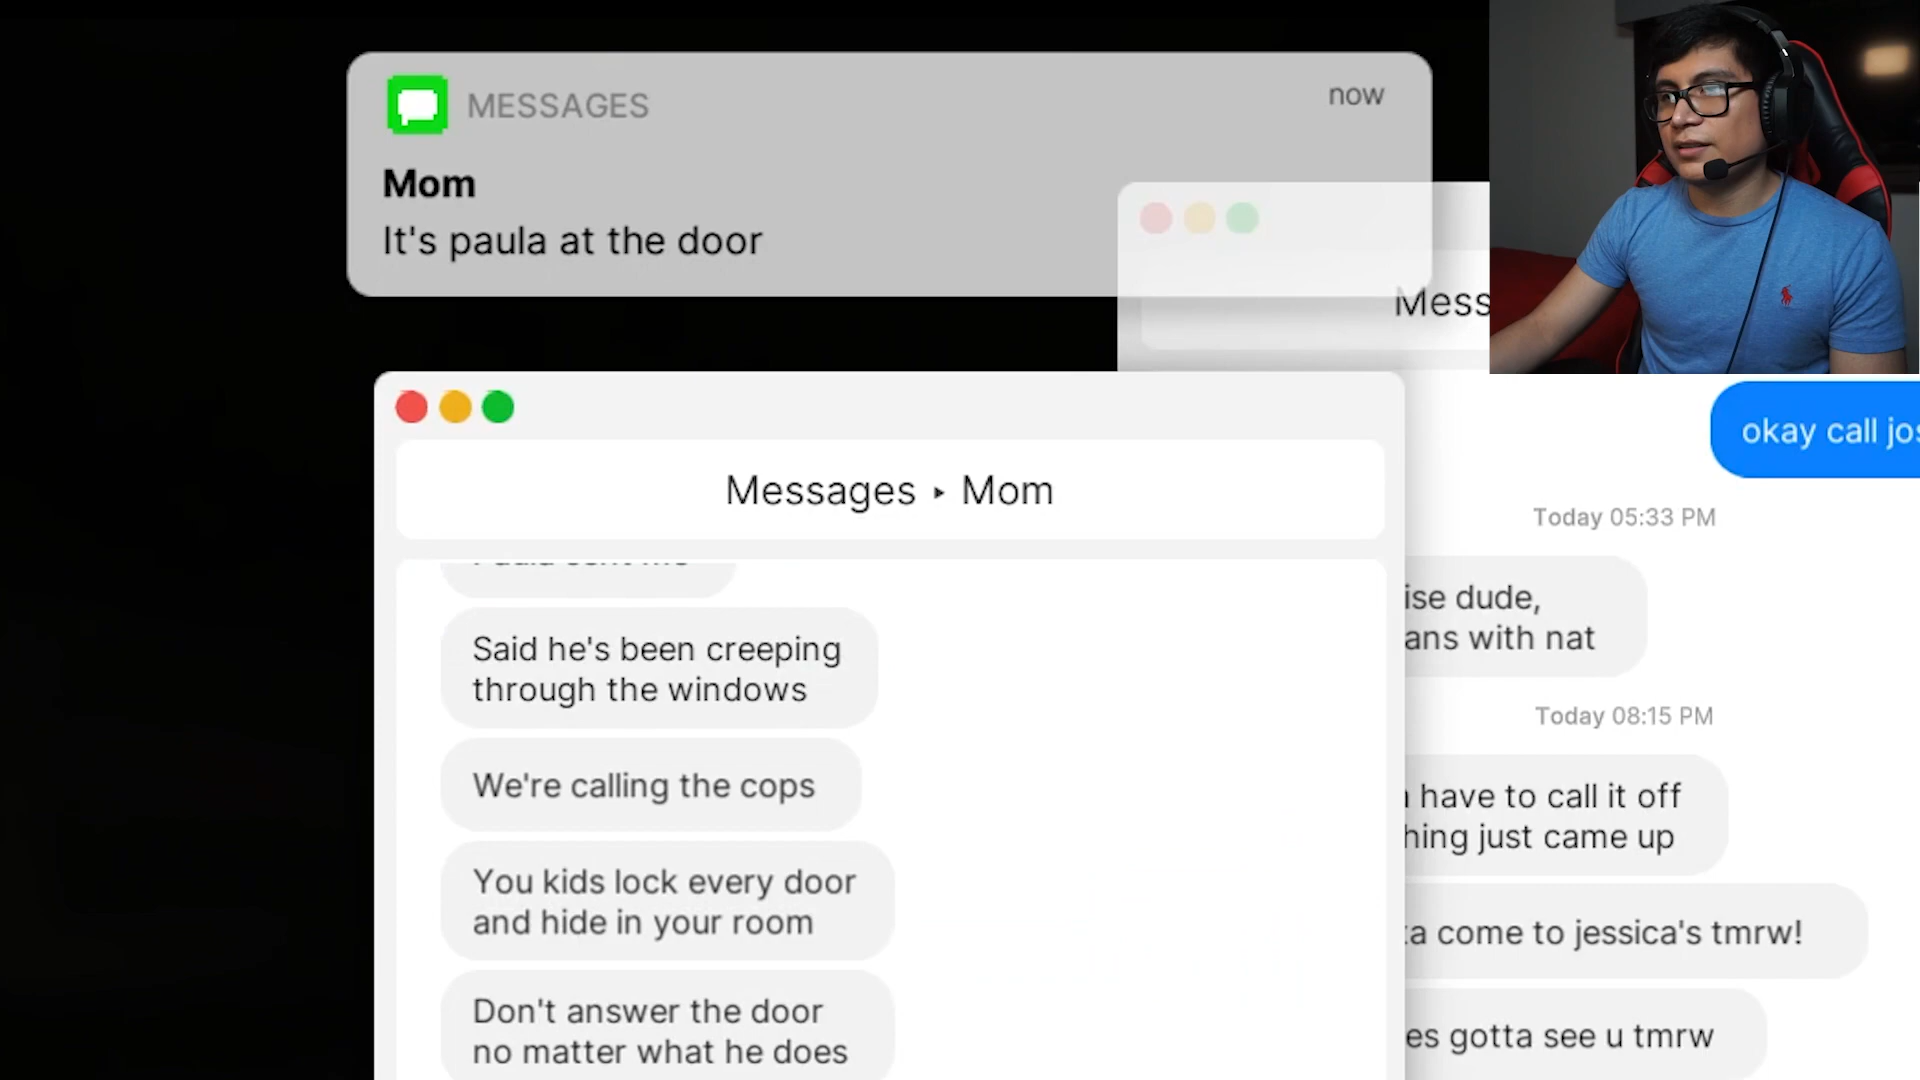 MESSAGES
now
Mom
It's paula at the door
Mess
Messages ▸ Mom
Said he's been creeping
through the windows
We're calling the cops
You kids lock every door
and hide in your room
Don't answer the door
no matter what he does
okay call jos
Today 05:33 PM
ise dude,
ans with nat
Today 08:15 PM
have to call it off
hing just came up
a come to jessica's tmrw!
es gotta see u tmrw